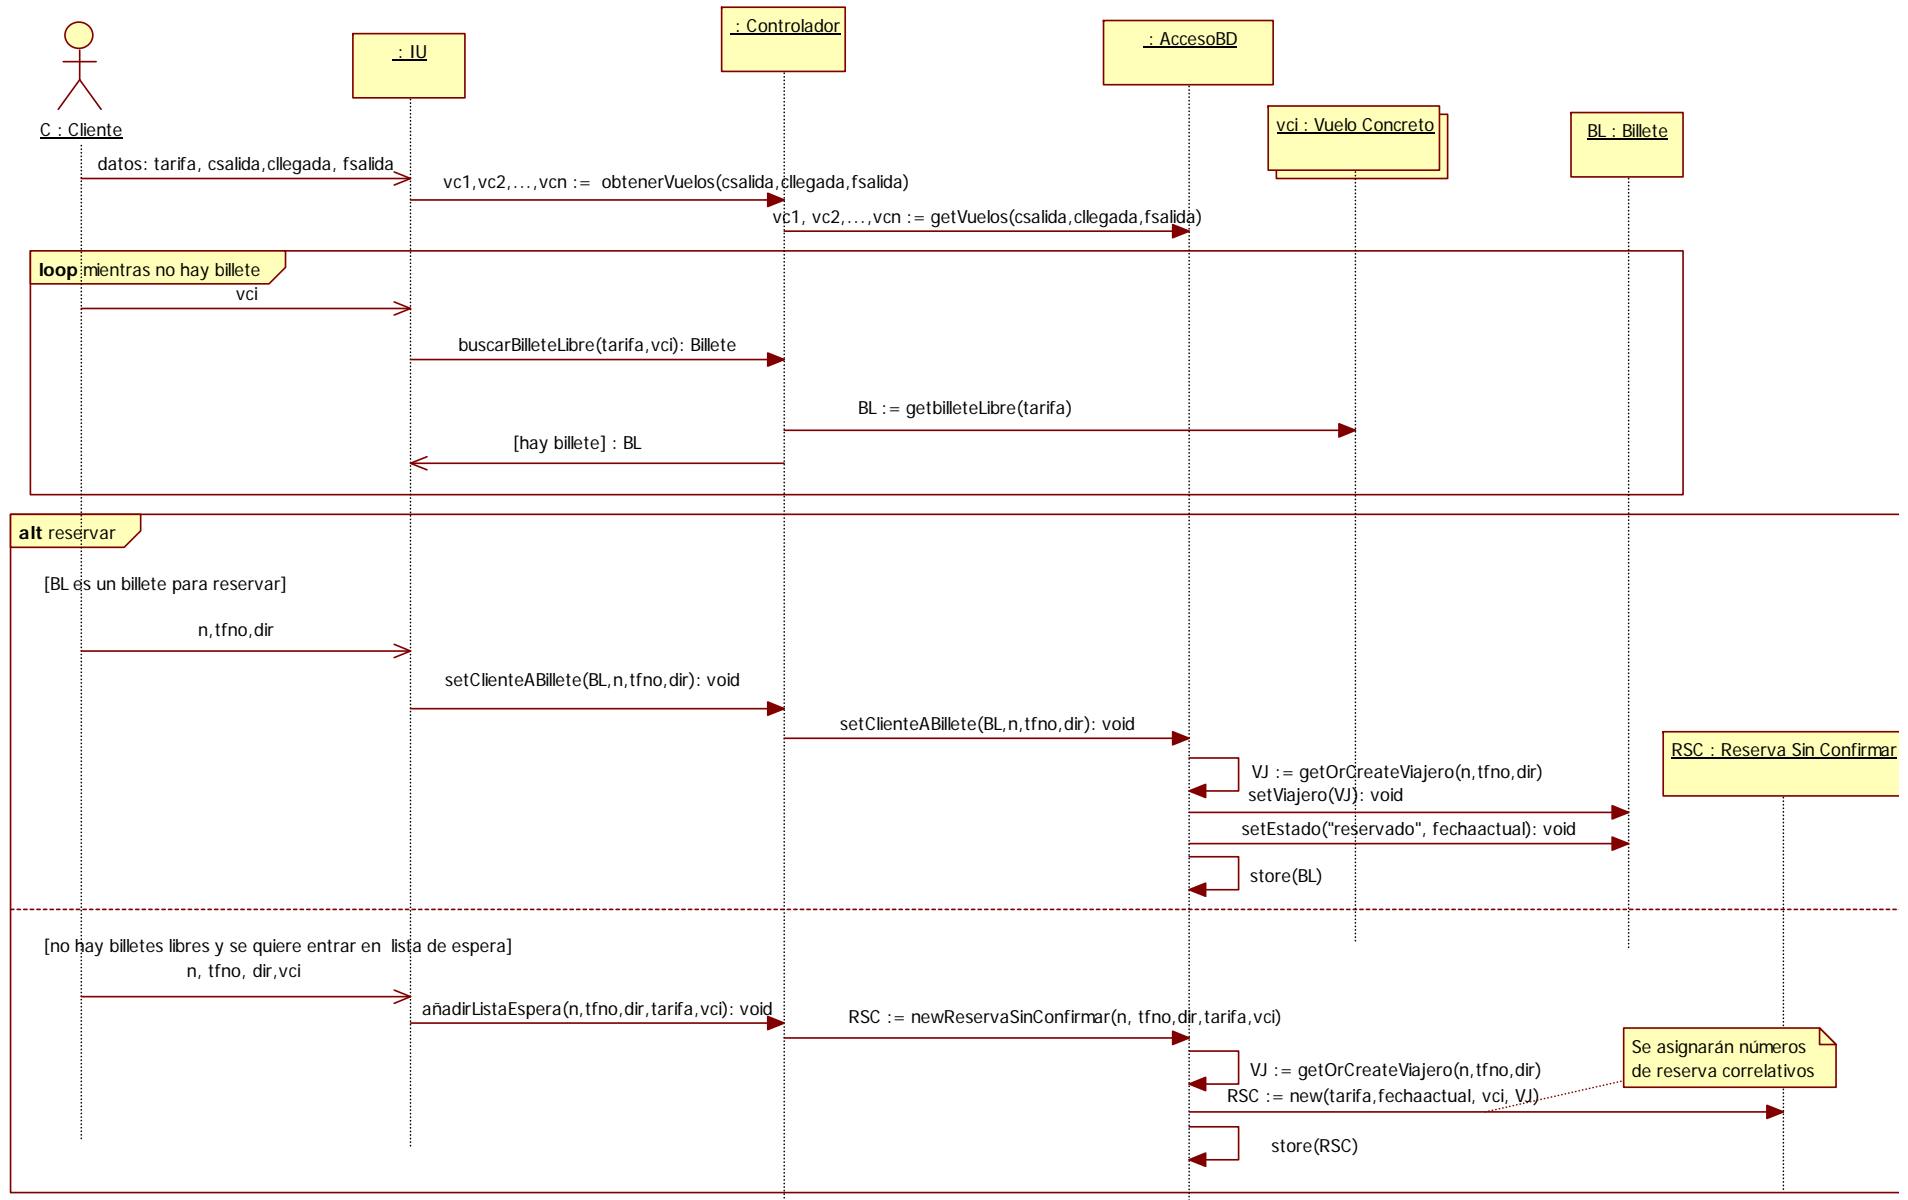 : Controlador
: AccesoBD
: IU
vci : Vuelo Concreto
BL : Billete
C : Cliente
datos: tarifa, csalida,cllegada, fsalida
vc1,vc2,...,vcn := obtenerVuelos(csalida,cllegada,fsalida)
vc1, vc2,...,vcn := getVuelos(csalida,cllegada,fsalida)
loop mientras no hay billete
vci
buscarBilleteLibre(tarifa,vci): Billete
BL := getbilleteLibre(tarifa)
[hay billete] : BL
alt reservar
[BL es un billete para reservar]
n,tfno,dir
setClienteABillete(BL,n,tfno,dir): void
setClienteABillete(BL,n,tfno,dir): void
RSC : Reserva Sin Confirmar
VJ := getOrCreateViajero(n,tfno,dir)
setViajero(VJ): void
setEstado("reservado", fechaactual): void
store(BL)
[no hay billetes libres y se quiere entrar en lista de espera]
n, tfno, dir,vci
añadirListaEspera(n,tfno,dir,tarifa,vci): void
RSC := newReservaSinConfirmar(n, tfno,dir,tarifa,vci)
Se asignarán números
de reserva correlativos
VJ := getOrCreateViajero(n,tfno,dir)
RSC := new(tarifa,fechaactual, vci, VJ)
store(RSC)